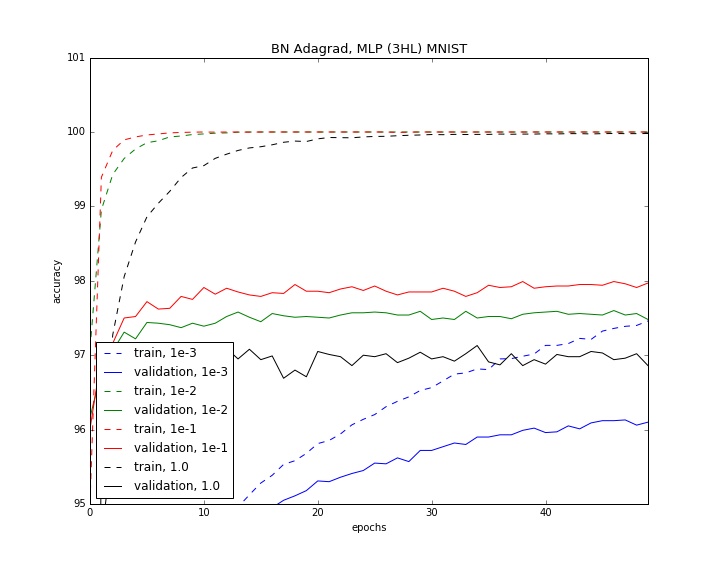 BN Adagrad, MLP (3HL) MNIST
101
100
99
98
97
96
95
accuracy
train, 1e-3
validation, 1e-3
train, 1e-2
validation, 1e-2
train, 1e-1
validation, 1e-1
train, 1.0
validation, 1.0
0 10 20 30 40
epochs